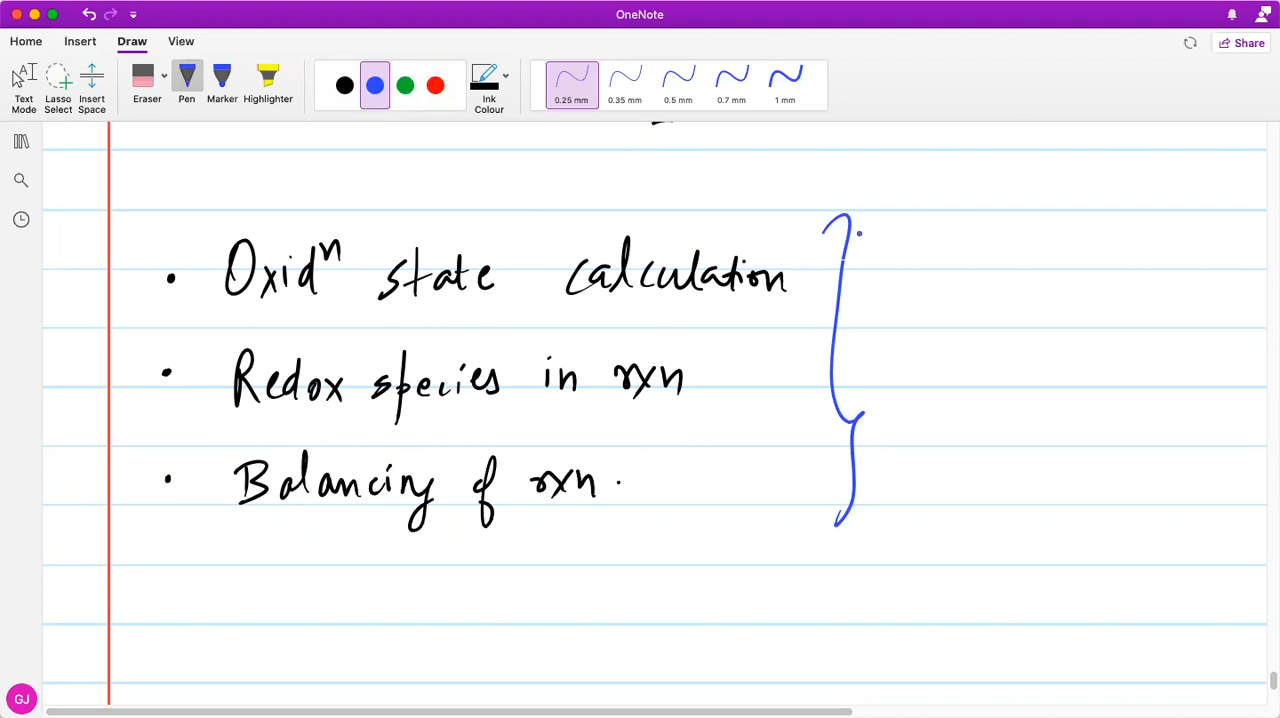 OneNote
Home Insert Draw View
Share
Text Mode
Lasso Select
Insert Space
Eraser
Pen
Marker
Highlighter
Ink Colour
0.25 mm
0.35 mm
0.5 mm
0.7 mm
1 mm
• Oxidⁿ state calculation
• Redox species in rxn
• Balancing of rxn.
GJ